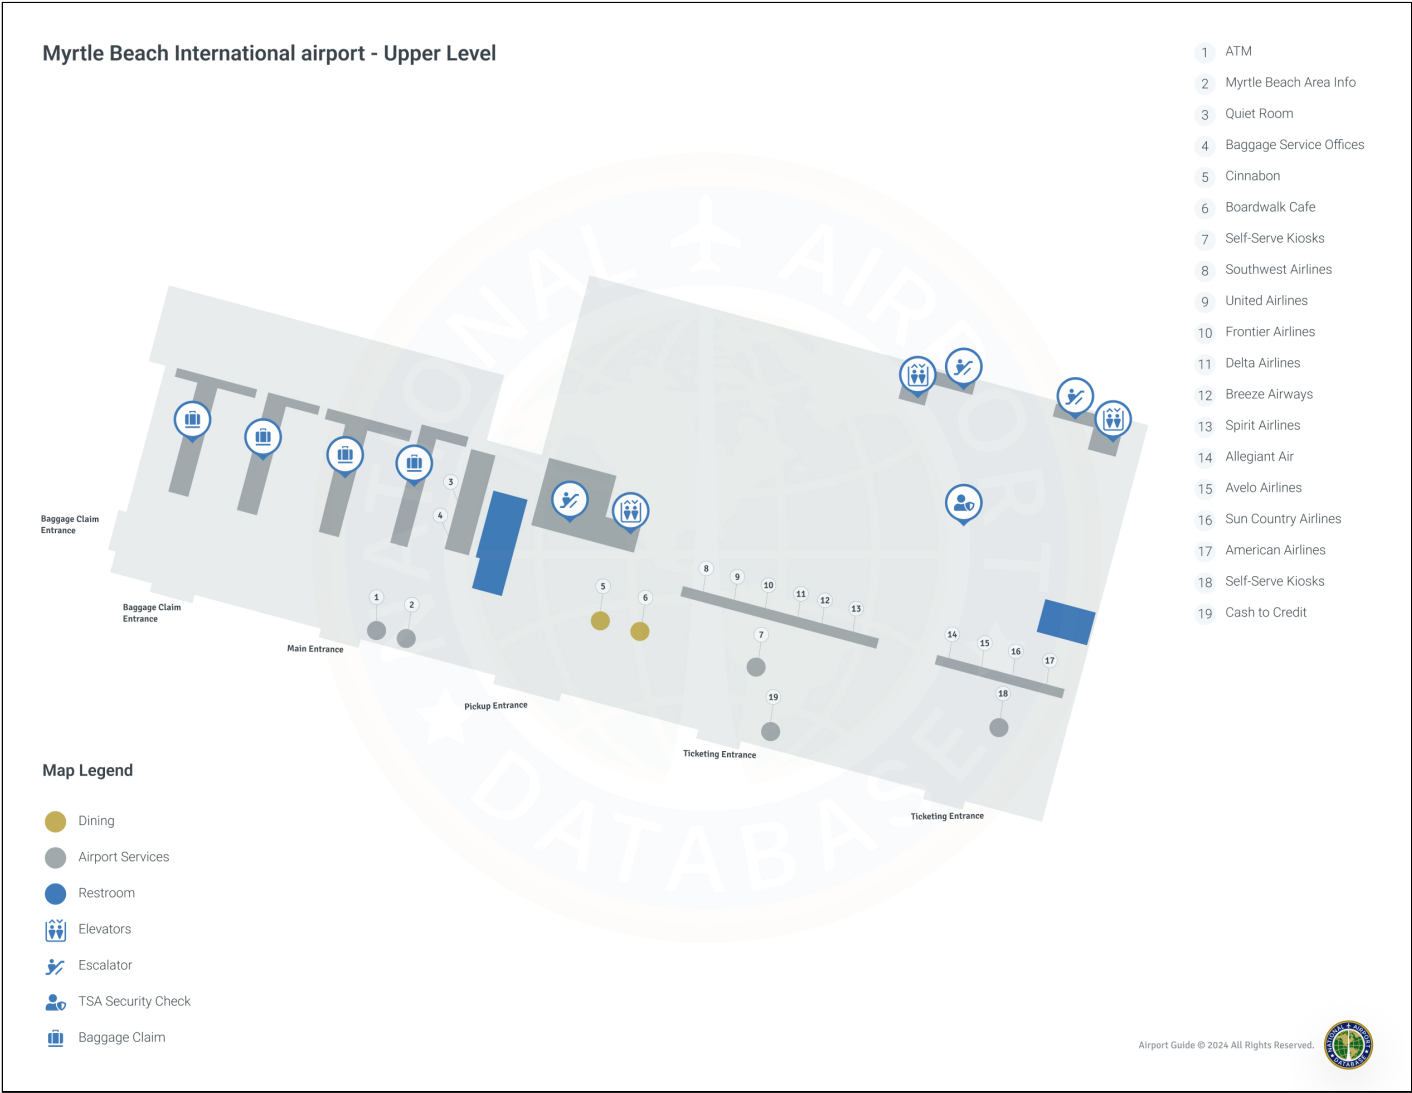 Myrtle Beach International airport - Upper Level
1 ATM
2 Myrtle Beach Area Info
3 Quiet Room
4 Baggage Service Offices
5 Cinnabon
6 Boardwalk Cafe
7 Self-Serve Kiosks
8 Southwest Airlines
9 United Airlines
10 Frontier Airlines
11 Delta Airlines
12 Breeze Airways
13 Spirit Airlines
14 Allegiant Air
15 Avelo Airlines
16 Sun Country Airlines
17 American Airlines
18 Self-Serve Kiosks
19 Cash to Credit
NATIONAL AIRPORT
DATABASE
3
4
Baggage Claim
Entrance
Baggage Claim
Entrance
1
2
Main Entrance
5
6
Pickup Entrance
8
9
10
11
12
13
7
19
Ticketing Entrance
14
15
16
17
18
Ticketing Entrance
Map Legend
Dining
Airport Services
Restroom
Elevators
Escalator
TSA Security Check
Baggage Claim
Airport Guide © 2024 All Rights Reserved.
NATIONAL AIRPORT
DATABASE